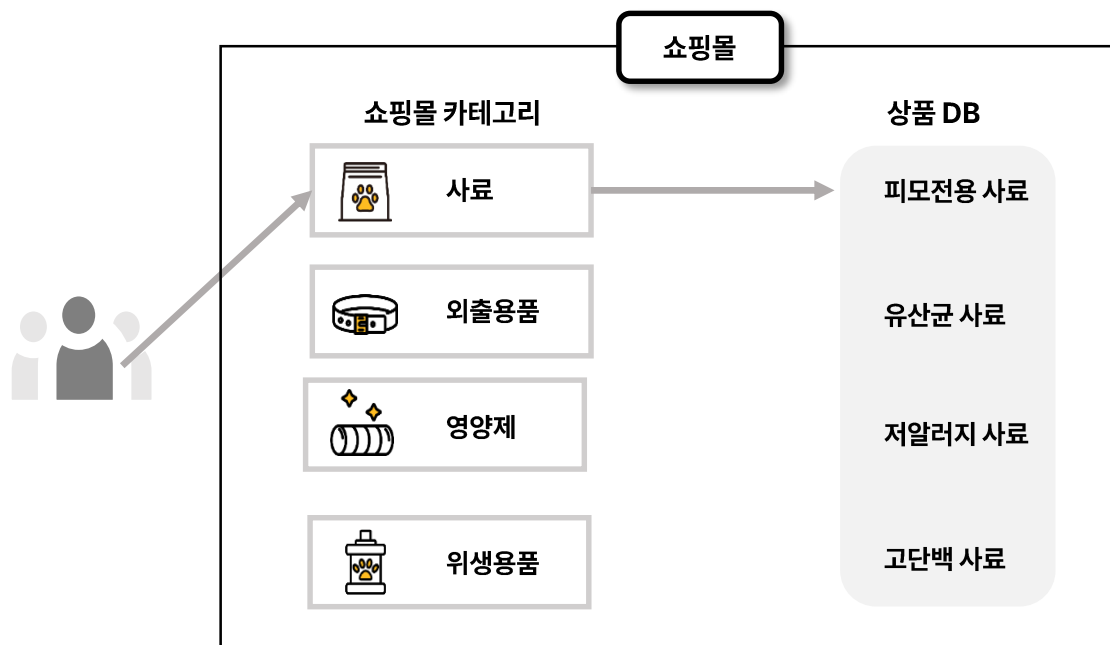 쇼핑몰
쇼핑몰 카테고리
상품 DB
사료
피모전용 사료
외출용품
유산균 사료
영양제
저알러지 사료
위생용품
고단백 사료